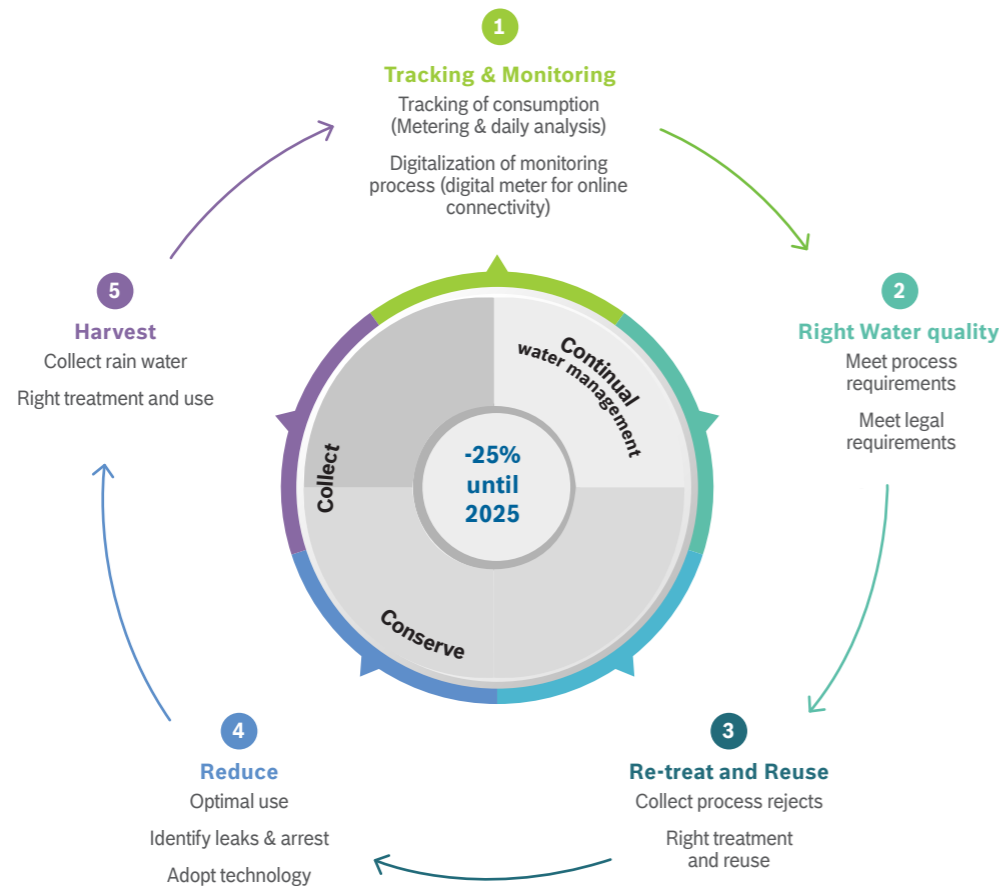 1
Tracking & Monitoring
Tracking of consumption
(Metering & daily analysis)
Digitalization of monitoring
process (digital meter for online
connectivity)
2
Right Water quality
Meet process
requirements
Meet legal
requirements
3
Re-treat and Reuse
Collect process rejects
Right treatment
and reuse
4
Reduce
Optimal use
Identify leaks & arrest
Adopt technology
5
Harvest
Collect rain water
Right treatment and use
Continual
water management
Collect
Conserve
-25%
until
2025